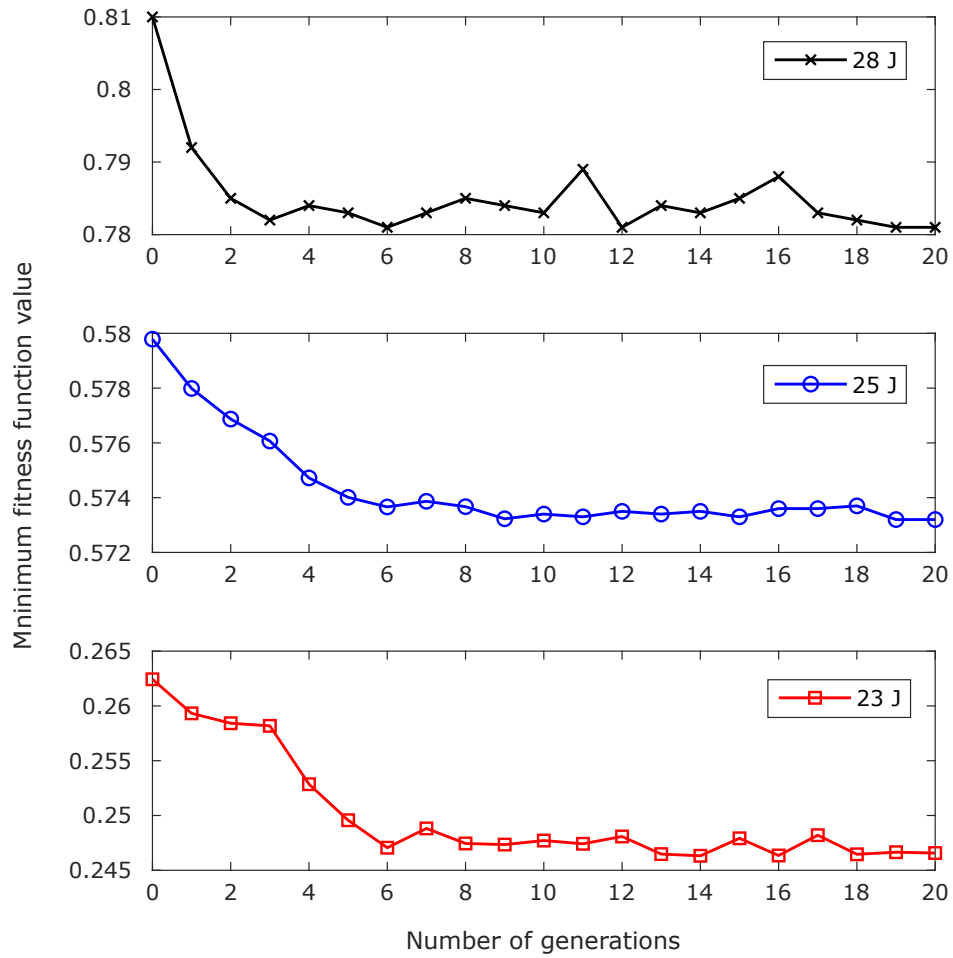 0.81
0.8
0.79
0.78
28 J
0 2 4 6 8 10 12 14 16 18 20
0.58
0.578
0.576
0.574
0.572
25 J
0 2 4 6 8 10 12 14 16 18 20
0.265
0.26
0.255
0.25
0.245
23 J
0 2 4 6 8 10 12 14 16 18 20
Mninimum fitness function value
Number of generations